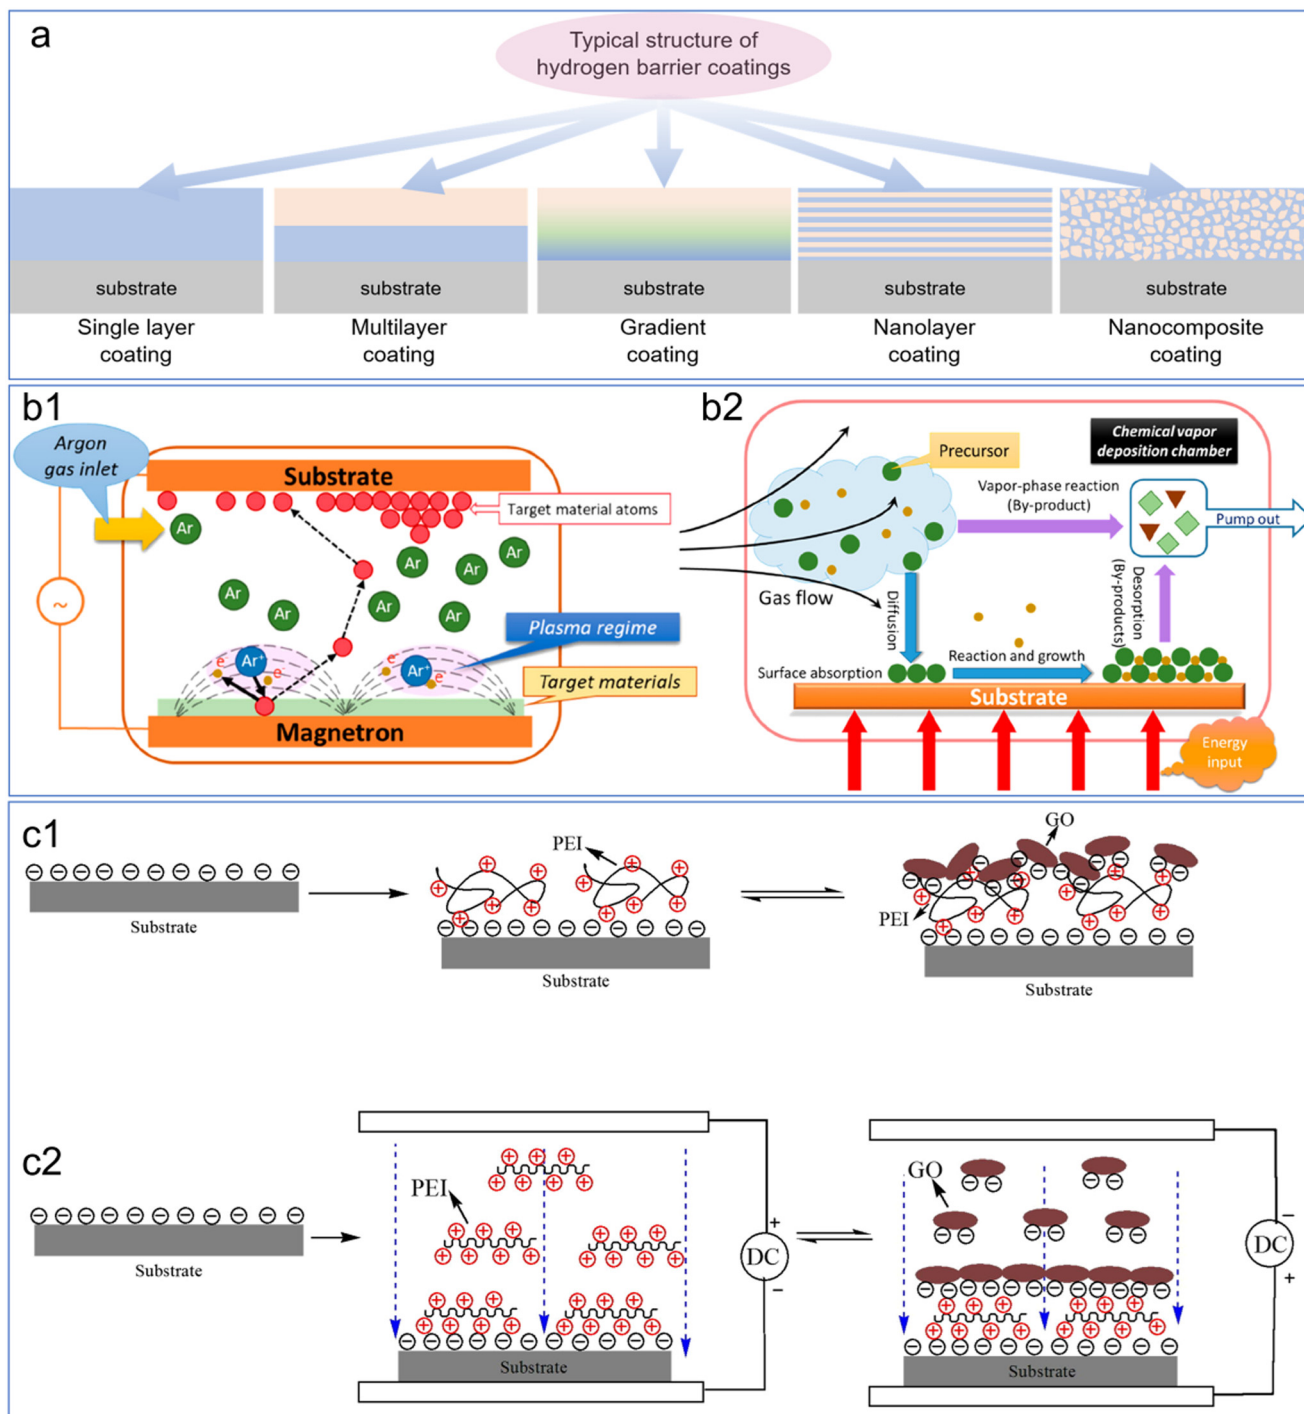 a
Typical structure of
hydrogen barrier coatings
substrate
substrate
substrate
substrate
substrate
Single layer
coating
Multilayer
coating
Gradient
coating
Nanolayer
coating
Nanocomposite
coating
b1
Argon
gas inlet
Substrate
Target material atoms
Ar
Ar
Ar
Ar
Ar
Ar
Ar
Ar
~
Plasma regime
e-
Ar+
e-
Ar+
e-
Target materials
Magnetron
b2
Precursor
Chemical vapor
deposition chamber
Vapor-phase reaction
(By-product)
Pump out
Gas flow
Diffusion
Desorption
(By-products)
Surface absorption
Reaction and growth
Substrate
Energy
input
c1
PEI
GO
PEI
Substrate
Substrate
Substrate
c2
PEI
GO
+
DC
−
−
DC
+
Substrate
Substrate
Substrate